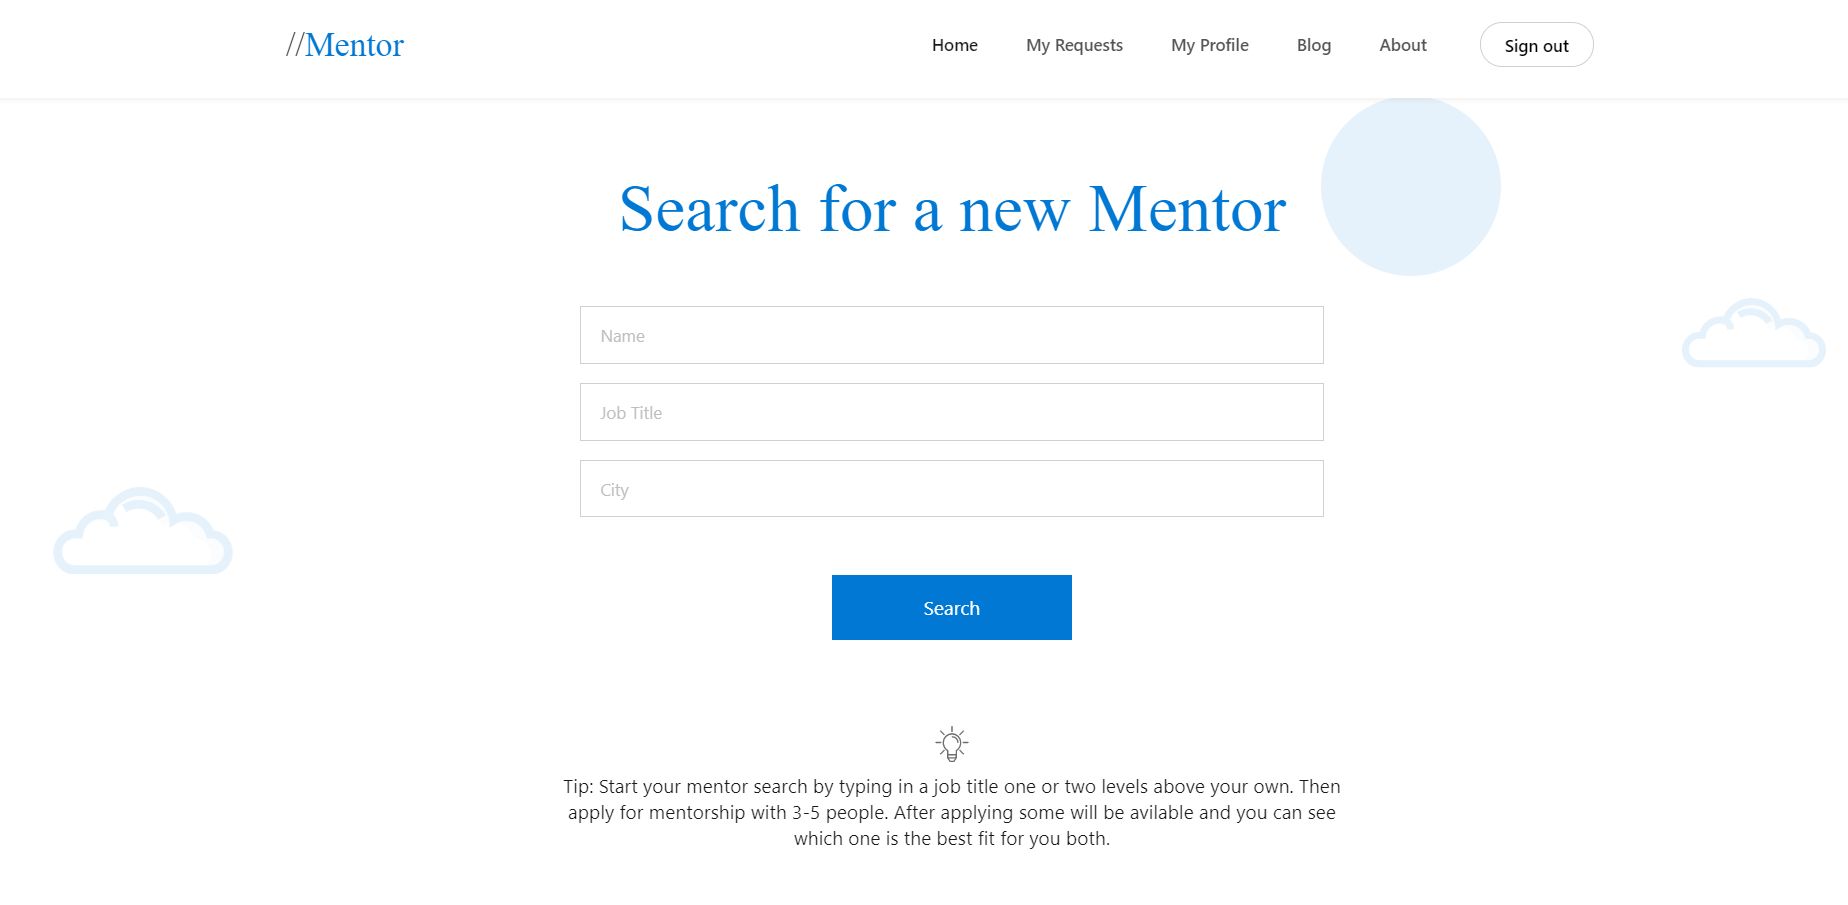 //Mentor
Home
My Requests
My Profile
Blog
About
Sign out
Search for a new Mentor
Name
Job Title
City
Search
Tip: Start your mentor search by typing in a job title one or two levels above your own. Then
apply for mentorship with 3-5 people. After applying some will be avilable and you can see
which one is the best fit for you both.